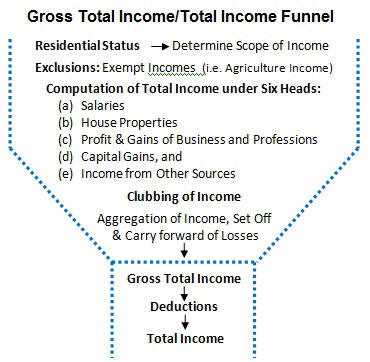 Gross Total Income/Total Income Funnel
Residential Status → Determine Scope of Income
Exclusions: Exempt Incomes (i.e. Agriculture Income)
Computation of Total Income under Six Heads:
(a) Salaries
(b) House Properties
(c) Profit & Gains of Business and Professions
(d) Capital Gains, and
(e) Income from Other Sources
Clubbing of Income
Aggregation of Income, Set Off
& Carry forward of Losses
Gross Total Income
Deductions
Total Income